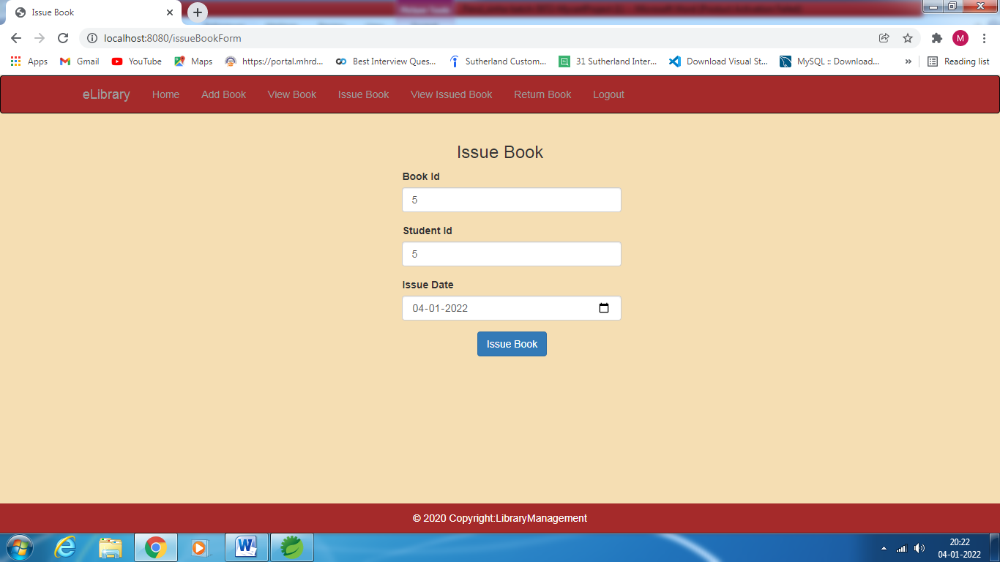 Issue Book
localhost:8080/issueBookForm
M
Apps Gmail YouTube Maps https://portal.mhrd... Best Interview Ques... Sutherland Custom... 31 Sutherland Inter... Download Visual St... MySQL :: Download... » Reading list
eLibrary Home Add Book View Book Issue Book View Issued Book Return Book Logout
Issue Book
Book Id
5
Student Id
5
Issue Date
04-01-2022
Issue Book
© 2020 Copyright:LibraryManagement
20:22
04-01-2022